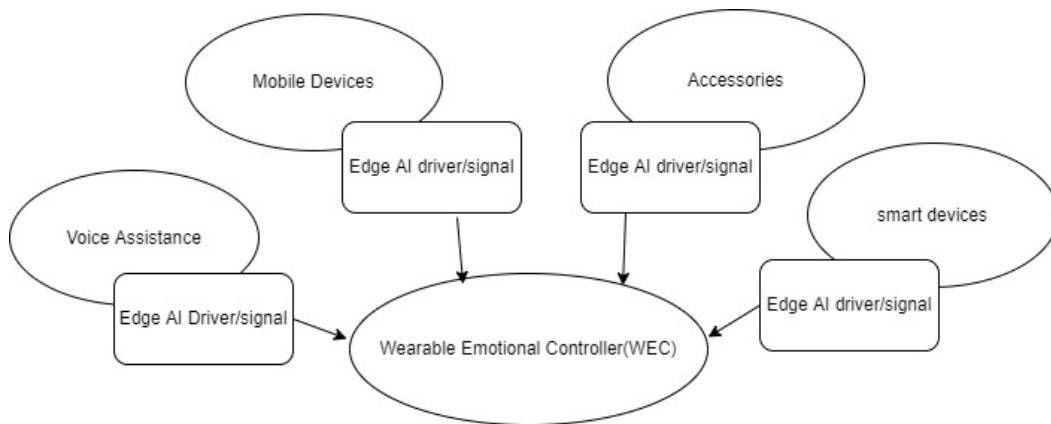 Mobile Devices
Accessories
Edge AI driver/signal
Edge AI driver/signal
Voice Assistance
smart devices
Edge AI Driver/signal
Edge AI driver/signal
Wearable Emotional Controller(WEC)